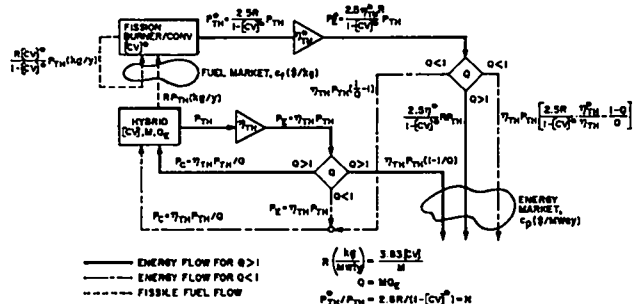 P°TH = 2.5R/1-[CV]° PTH
P°E = 2.5η°TH R/1-[CV]° PTH
FISSION
BURNER/CONV
[CV]°
η°TH
R[CV]°/1-[CV]° PTH(kg/y)
FUEL MARKET, cf($/kg)
Q<1
Q
Q<1
Q>1
RPTH(kg/y)
ηTH PTH(1/Q-1)
2.5η°/1-[CV]° RPTH
ηTH PTH[2.5R/1-[CV]° · η°TH/ηTH - 1-Q/Q]
HYBRID
[CV],M,QE
PTH
ηTH
PE=ηTH PTH
PC=ηTH PTH/Q
Q>1
Q
Q>1
ηTH PTH(1-1/Q)
Q<1
ENERGY
MARKET,
cp($/MWey)
PC=ηTH PTH/Q
PE=ηTH PTH
ENERGY FLOW FOR Q>1
ENERGY FLOW FOR Q<1
FISSILE FUEL FLOW
R(kg/MWty) = 3.83[CV]/M
Q = MQE
P°TH/PTH = 2.5R/(1-[CV]°)=N